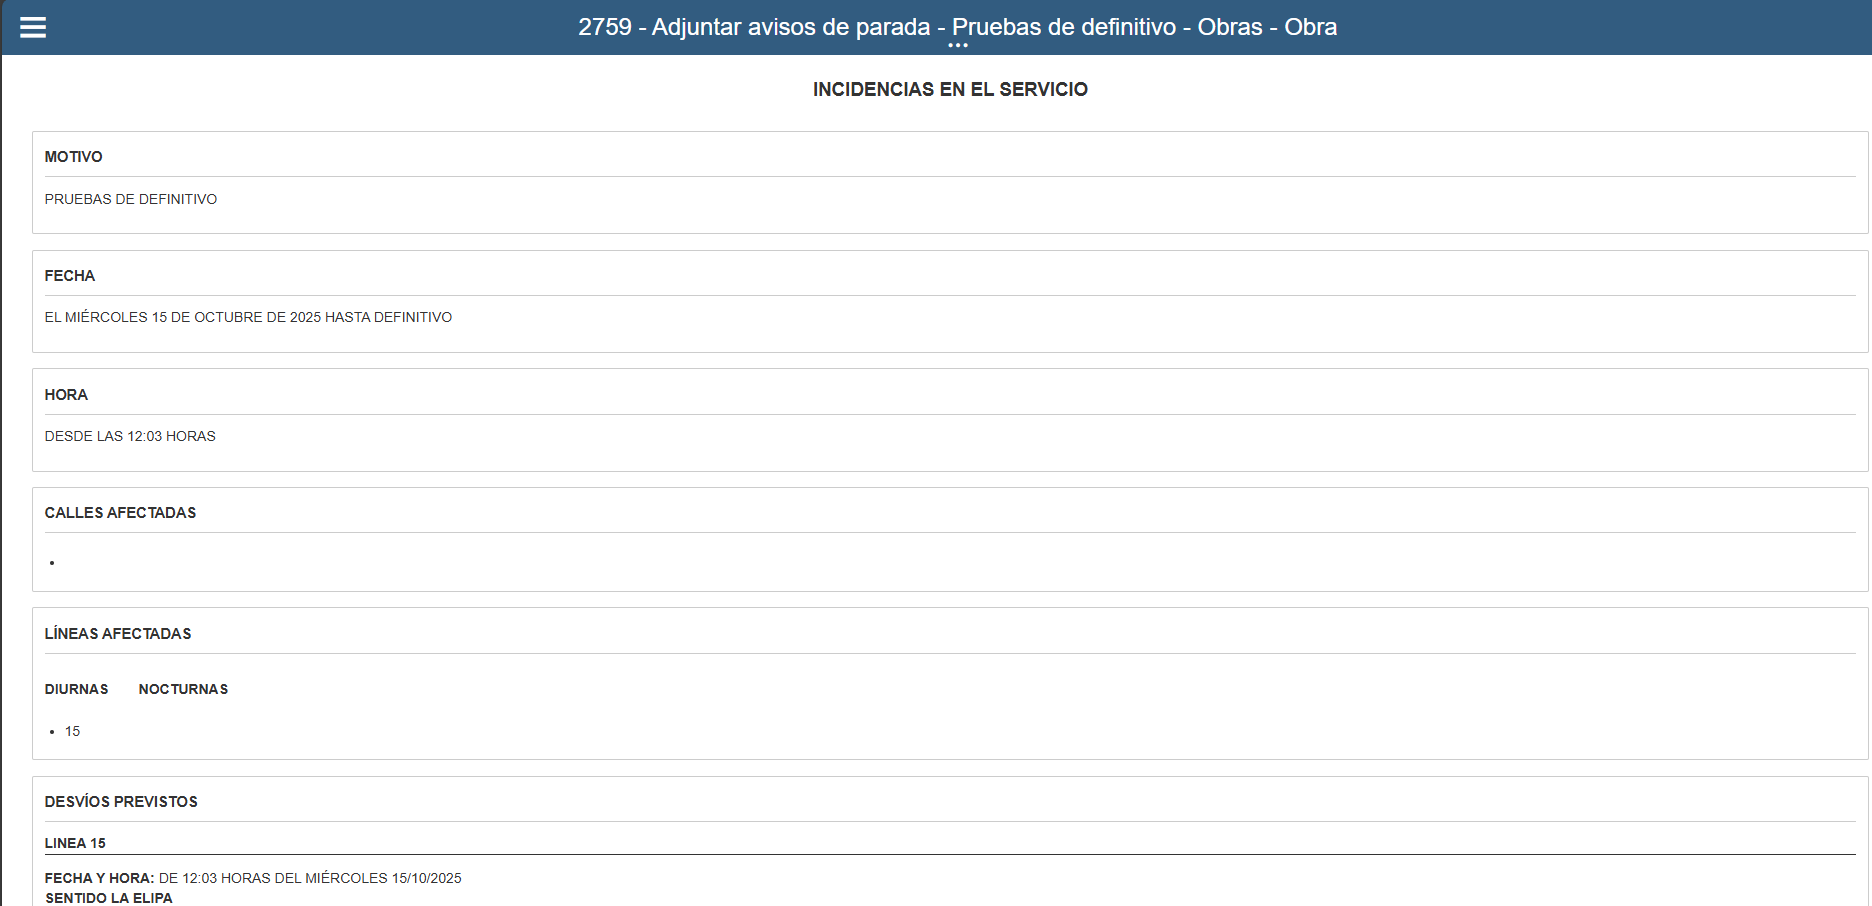 2759 - Adjuntar avisos de parada - Pruebas de definitivo - Obras - Obra
INCIDENCIAS EN EL SERVICIO
MOTIVO
PRUEBAS DE DEFINITIVO
FECHA
EL MIÉRCOLES 15 DE OCTUBRE DE 2025 HASTA DEFINITIVO
HORA
DESDE LAS 12:03 HORAS
CALLES AFECTADAS
LÍNEAS AFECTADAS
DIURNAS NOCTURNAS
15
DESVÍOS PREVISTOS
LINEA 15
FECHA Y HORA: DE 12:03 HORAS DEL MIÉRCOLES 15/10/2025
SENTIDO LA ELIPA